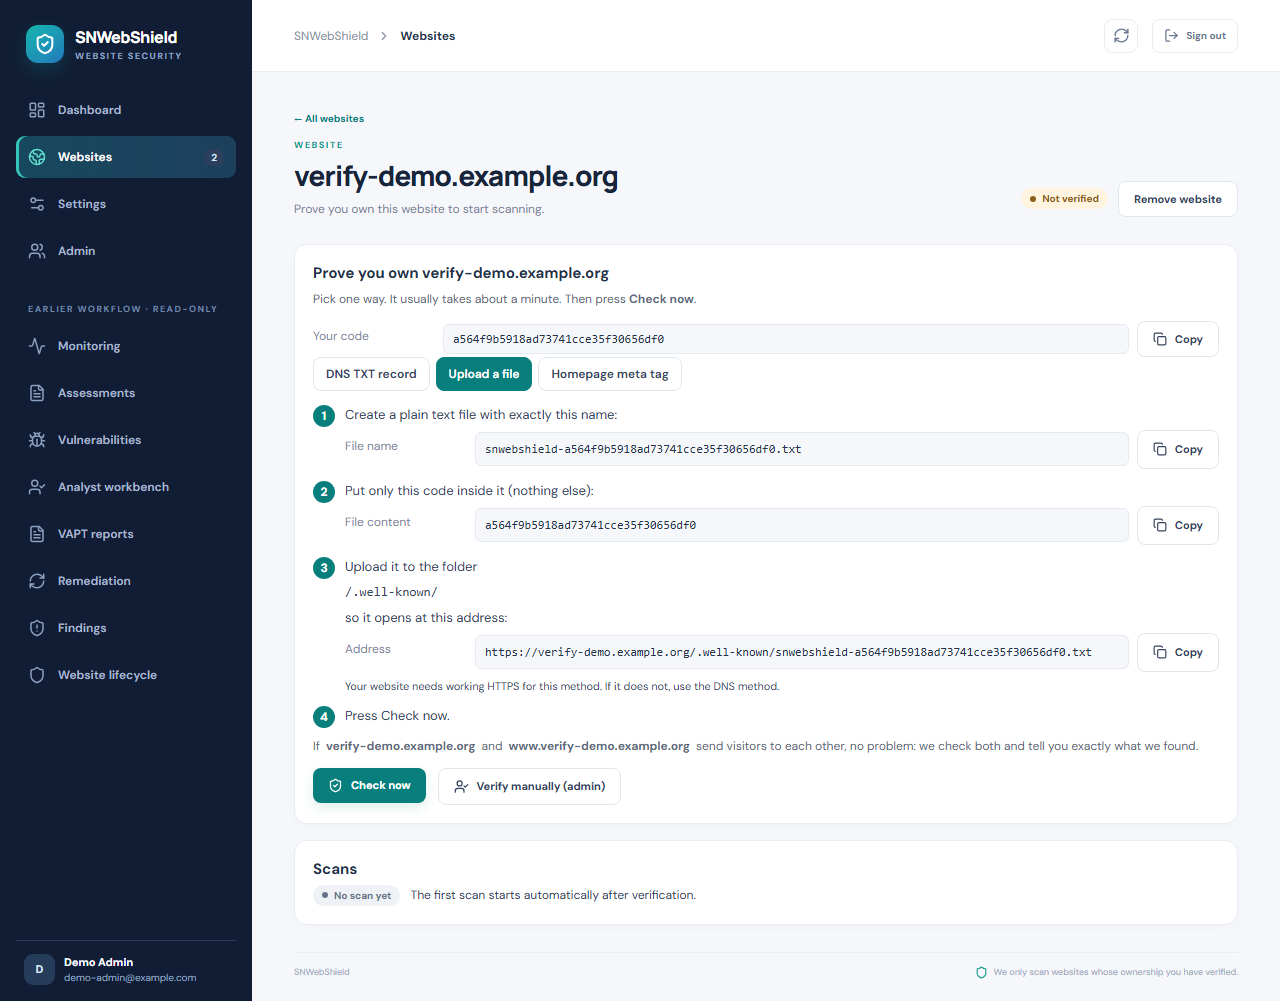 SNWebShield
WEBSITE SECURITY
Dashboard
Websites 2
Settings
Admin
EARLIER WORKFLOW · READ-ONLY
Monitoring
Assessments
Vulnerabilities
Analyst workbench
VAPT reports
Remediation
Findings
Website lifecycle
D
Demo Admin
demo-admin@example.com
SNWebShield > Websites
Sign out
← All websites
WEBSITE
verify-demo.example.org
Prove you own this website to start scanning.
Not verified
Remove website
Prove you own verify-demo.example.org
Pick one way. It usually takes about a minute. Then press Check now.
Your code a564f9b5918ad73741cce35f30656df0 Copy
DNS TXT record Upload a file Homepage meta tag
1 Create a plain text file with exactly this name:
File name snwebshield-a564f9b5918ad73741cce35f30656df0.txt Copy
2 Put only this code inside it (nothing else):
File content a564f9b5918ad73741cce35f30656df0 Copy
3 Upload it to the folder
/.well-known/
so it opens at this address:
Address https://verify-demo.example.org/.well-known/snwebshield-a564f9b5918ad73741cce35f30656df0.txt Copy
Your website needs working HTTPS for this method. If it does not, use the DNS method.
4 Press Check now.
If verify-demo.example.org and www.verify-demo.example.org send visitors to each other, no problem: we check both and tell you exactly what we found.
Check now Verify manually (admin)
Scans
No scan yet The first scan starts automatically after verification.
SNWebShield
We only scan websites whose ownership you have verified.